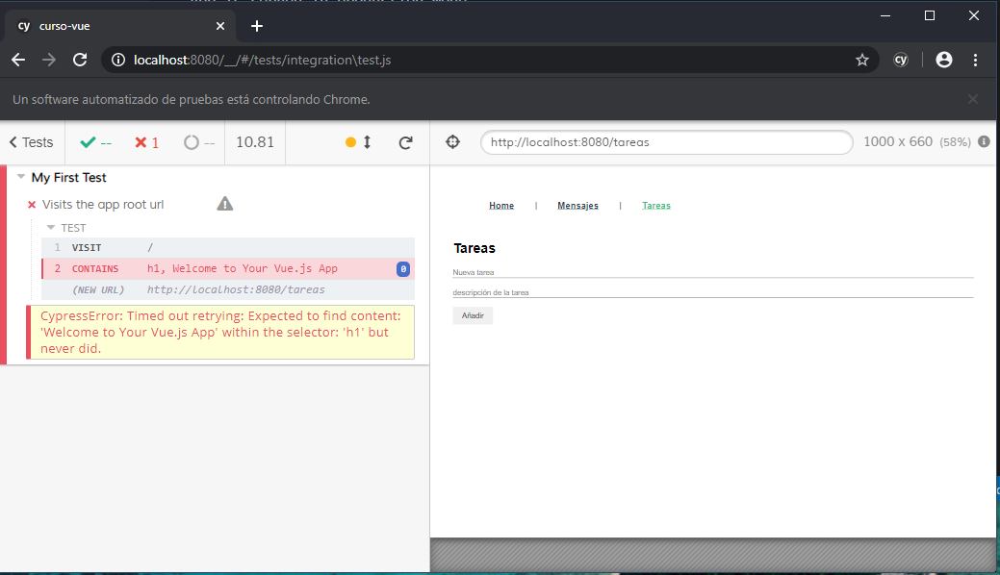 cy curso-vue
localhost:8080/__/#/tests/integration\test.js
cy
Un software automatizado de pruebas está controlando Chrome.
Tests
--
1
--
10.81
http://localhost:8080/tareas
1000 x 660 (58%)
My First Test
Visits the app root url
TEST
1 VISIT /
2 CONTAINS h1, Welcome to Your Vue.js App 0
(NEW URL) http://localhost:8080/tareas
CypressError: Timed out retrying: Expected to find content:
'Welcome to Your Vue.js App' within the selector: 'h1' but
never did.
Home | Mensajes | Tareas
Tareas
Nueva tarea
descripción de la tarea
Añadir